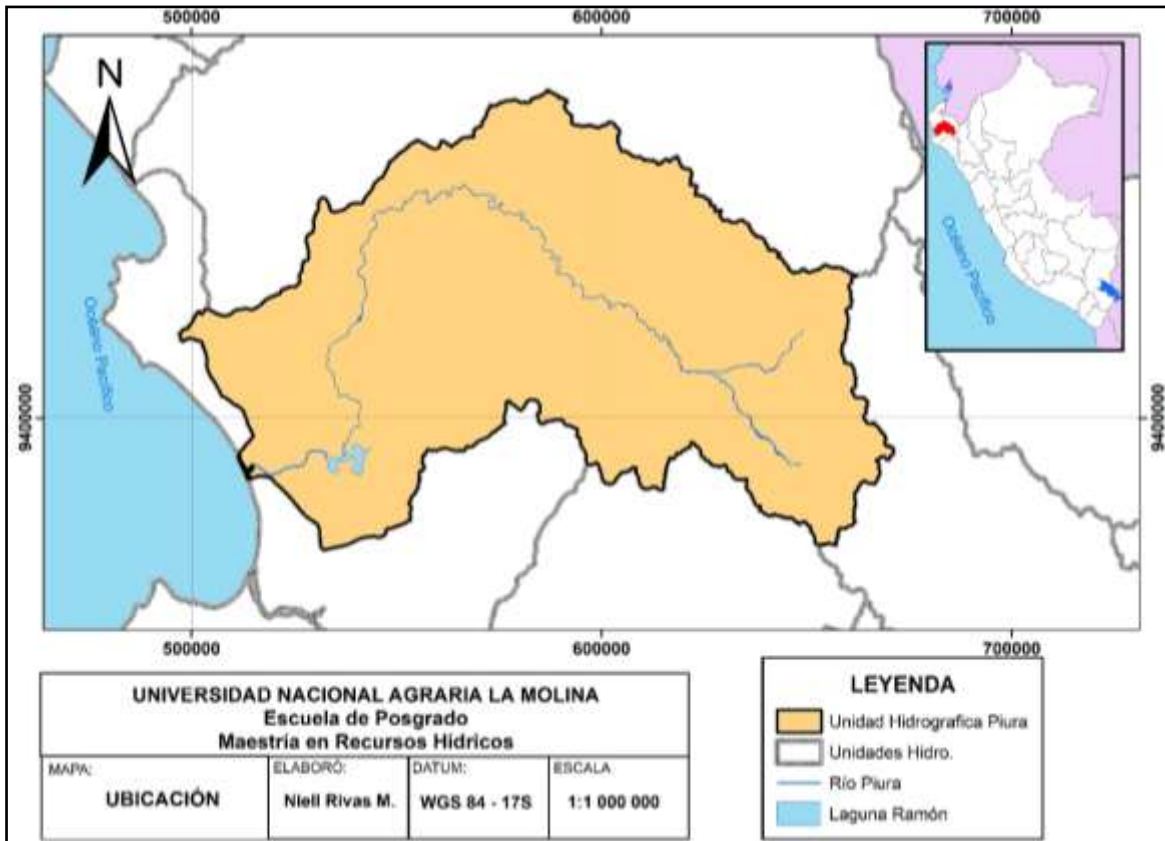 500000
600000
700000
N
Océano Pacífico
Océano Pacífico
9400000
9400000
500000
600000
700000
UNIVERSIDAD NACIONAL AGRARIA LA MOLINA
Escuela de Posgrado
Maestría en Recursos Hídricos
MAPA:
UBICACIÓN
ELABORÓ:
Niell Rivas M.
DATUM:
WGS 84 - 17S
ESCALA
1:1 000 000
LEYENDA
Unidad Hidrografica Piura
Unidades Hidro.
Río Piura
Laguna Ramón